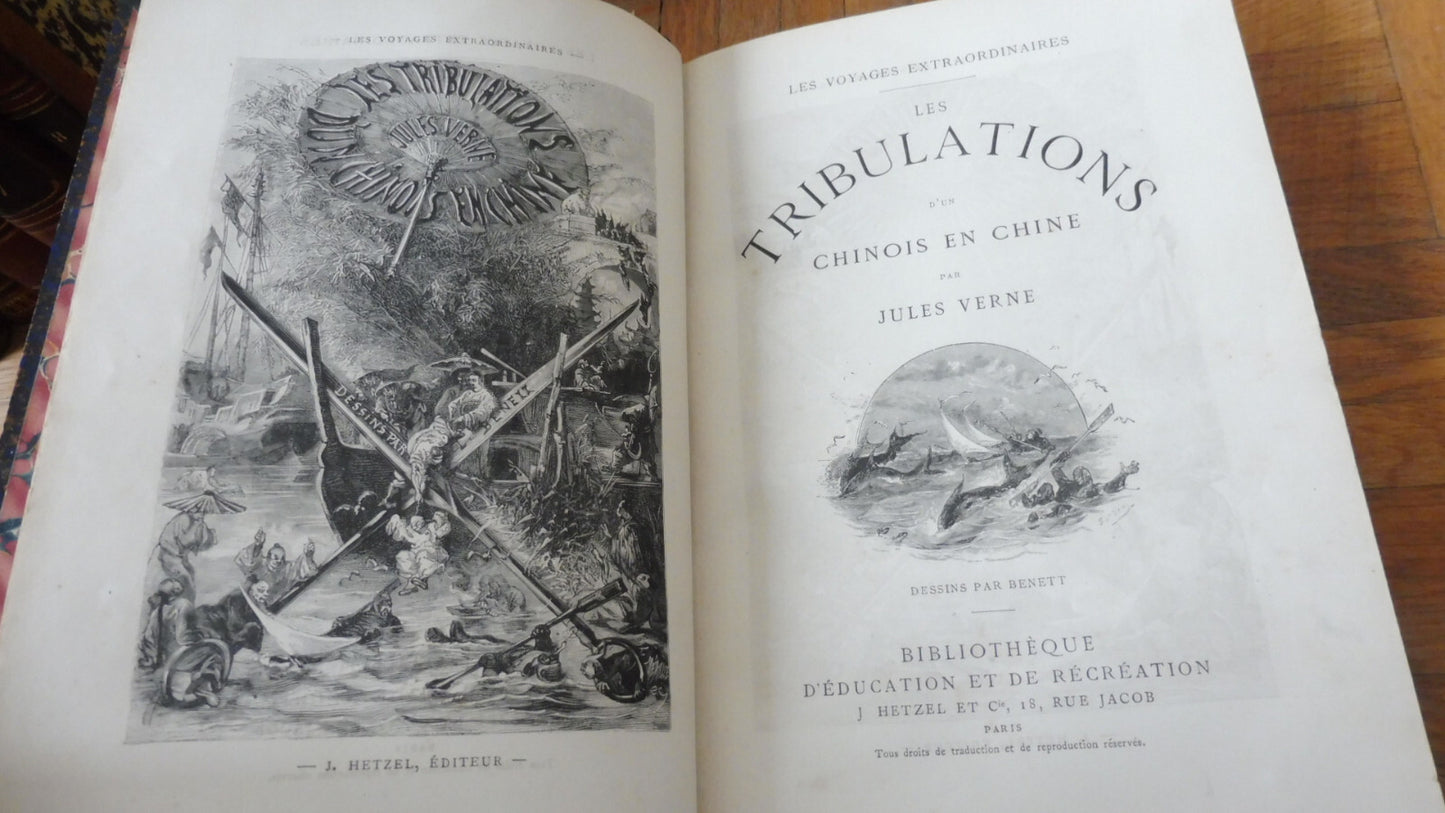 LES VOYAGES EXTRAORDINAIRES
LES TRIBULATIONS
D'UN CHINOIS EN CHINE
JULES VERNE
DESSINS PAR BENETT
— J. HETZEL, ÉDITEUR —
LES VOYAGES EXTRAORDINAIRES
LES
TRIBULATIONS
D'UN
CHINOIS EN CHINE
PAR
JULES VERNE
DESSINS PAR BENETT
BIBLIOTHÈQUE
D'ÉDUCATION ET DE RÉCRÉATION
J HETZEL ET Cie, 18, RUE JACOB
PARIS
Tous droits de traduction et de reproduction réservés.